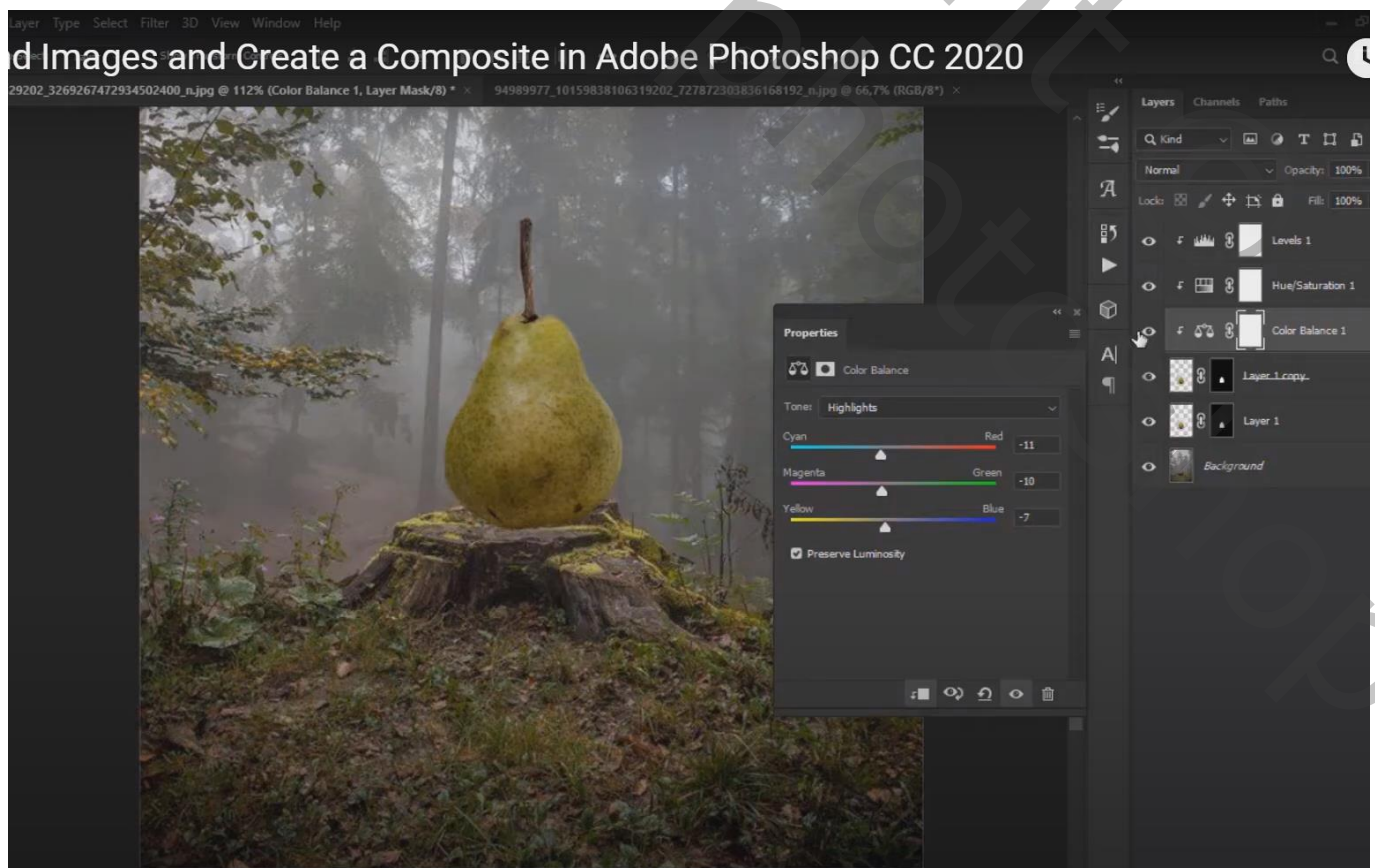 Layer Type Select Filter 3D View Window Help
d Images and Create a Composite in Adobe Photoshop CC 2020
29202_3269267472934502400_n.jpg @ 112% (Color Balance 1, Layer Mask/8) * ×
94989977_10159838106319202_727872303836168192_n.jpg @ 66,7% (RGB/8*) ×
Layers Channels Paths
Kind
Normal
Opacity: 100%
Lock:
Fill: 100%
Levels 1
Hue/Saturation 1
Color Balance 1
Layer 1 copy
Layer 1
Background
Properties
Color Balance
Tone: Highlights
Cyan Red -11
Magenta Green -10
Yellow Blue -7
Preserve Luminosity